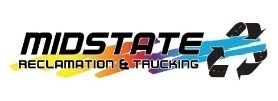 MIDSTATE
RECLAMATION & TRUCKING